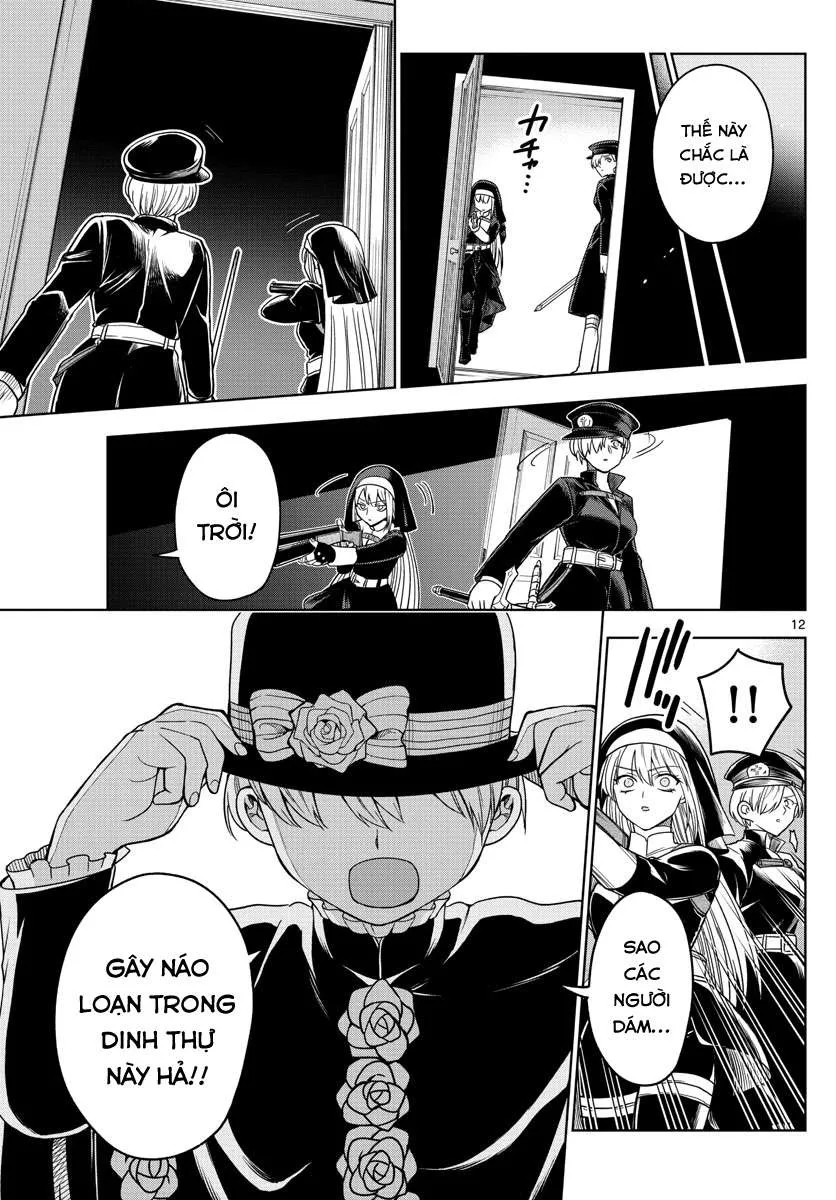 THẾ NÀY
CHẮC LÀ
ĐƯỢC...
カチャ…
ÔI
TRỜI!
12
!!
SAO
CÁC
NGƯỜI
DÁM...
GÂY NÁO
LOẠN TRONG
DINH THỰ
NÀY HẢ!!